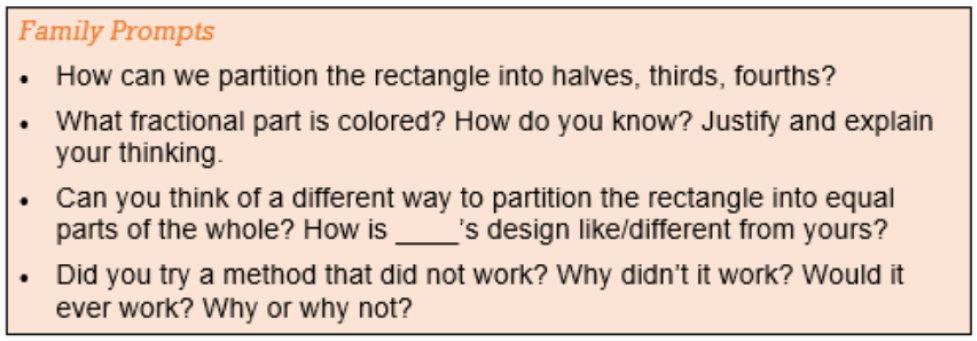 Family Prompts
• How can we partition the rectangle into halves, thirds, fourths?
• What fractional part is colored? How do you know? Justify and explain
your thinking.
• Can you think of a different way to partition the rectangle into equal
parts of the whole? How is ____'s design like/different from yours?
• Did you try a method that did not work? Why didn't it work? Would it
ever work? Why or why not?